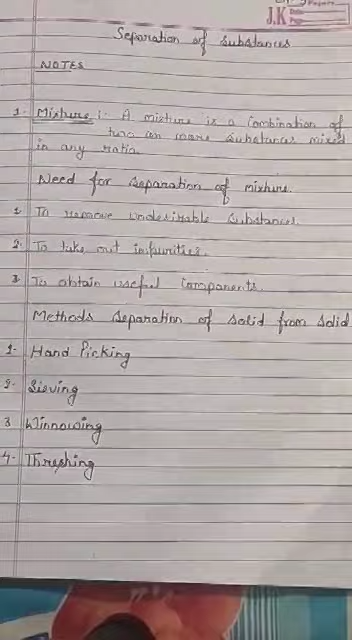 J.K
Date
Page
Separation of Substances
NOTES
1. Mixture :- A mixture is a Combination of
two or more substances mixed
in any ratio
Need for separation of mixture.
1. To remove undesirable substances.
2. To take out impurities.
3 To obtain useful Components.
Methods separation of solid from solid
1. Hand Picking
2. Sieving
3 Winnowing
4. Threshing